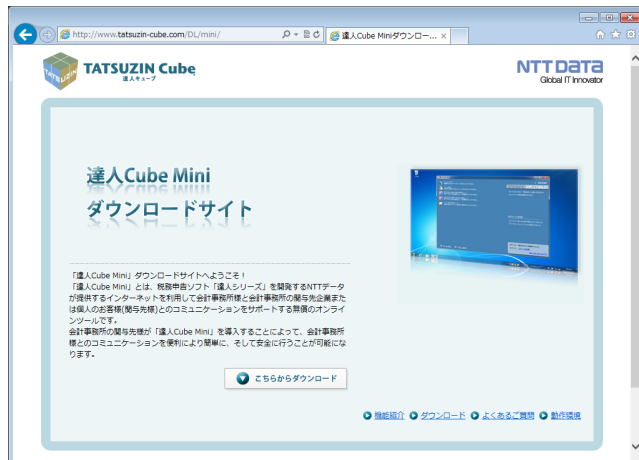 http://www.tatsuzin-cube.com/DL/mini/
達人Cube Miniダウンロー...
TATSUZIN Cube
達人キューブ
NTT DATA
Global IT Innovator
達人Cube Mini
ダウンロードサイト
「達人Cube Mini」ダウンロードサイトへようこそ！
「達人Cube Mini」とは、税務申告ソフト「達人シリーズ」を開発するNTTデータ
が提供するインターネットを利用して会計事務所様と会計事務所の関与先企業また
は個人のお客様(関与先様)とのコミュニケーションをサポートする無償のオンライ
ンツールです。
会計事務所の関与先様が「達人Cube Mini」を導入することによって、会計事務所
様とのコミュニケーションを便利により簡単に、そして安全に行うことが可能にな
ります。
こちらからダウンロード
機能紹介 ダウンロード よくあるご質問 動作環境